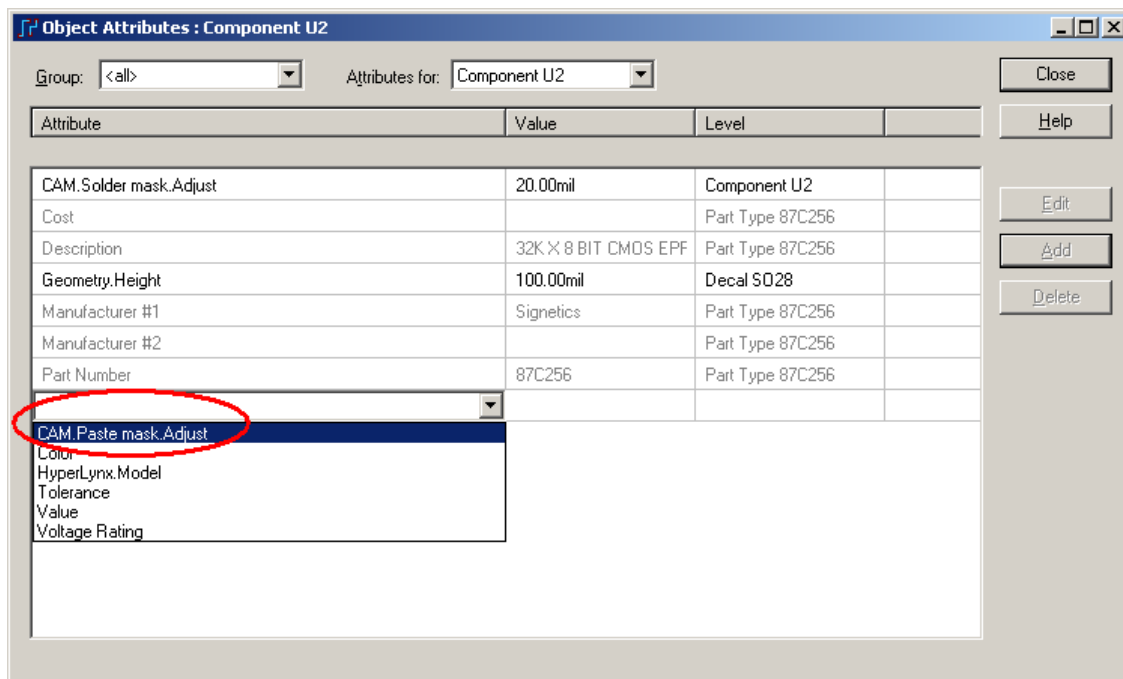 Object Attributes : Component U2
Group: <all> Attributes for: Component U2 Close
Attribute Value Level Help
CAM.Solder mask.Adjust 20.00mil Component U2
Edit
Cost Part Type 87C256
Description 32K X 8 BIT CMOS EPF Part Type 87C256
Add
Geometry.Height 100.00mil Decal SO28
Delete
Manufacturer #1 Signetics Part Type 87C256
Manufacturer #2 Part Type 87C256
Part Number 87C256 Part Type 87C256
CAM.Paste mask.Adjust
Color
HyperLynx.Model
Tolerance
Value
Voltage Rating